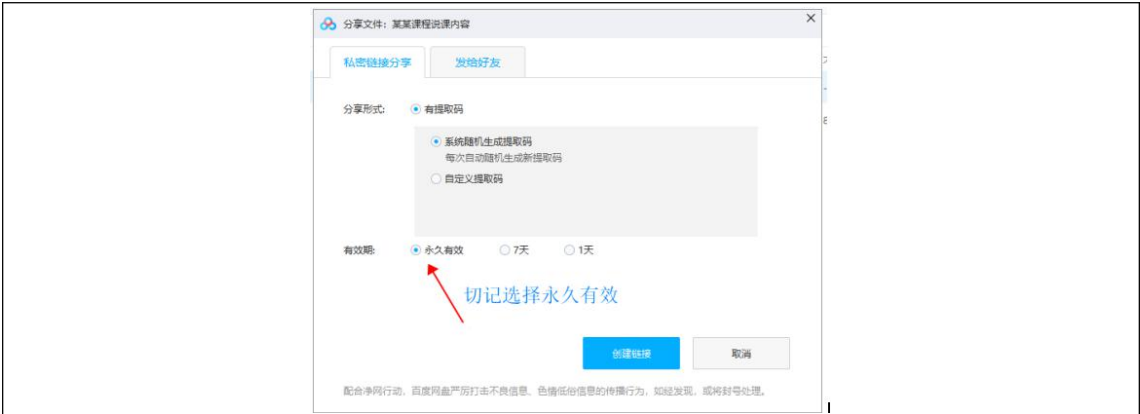 分享文件：某某课程说课内容
私密链接分享 发给好友
分享形式: 有提取码
系统随机生成提取码
每次自动随机生成新提取码
自定义提取码
有效期: 永久有效 7天 1天
切记选择永久有效
创建链接 取消
配合净网行动，百度网盘严厉打击不良信息、色情低俗信息的传播行为，如经发现，或将封号处理。